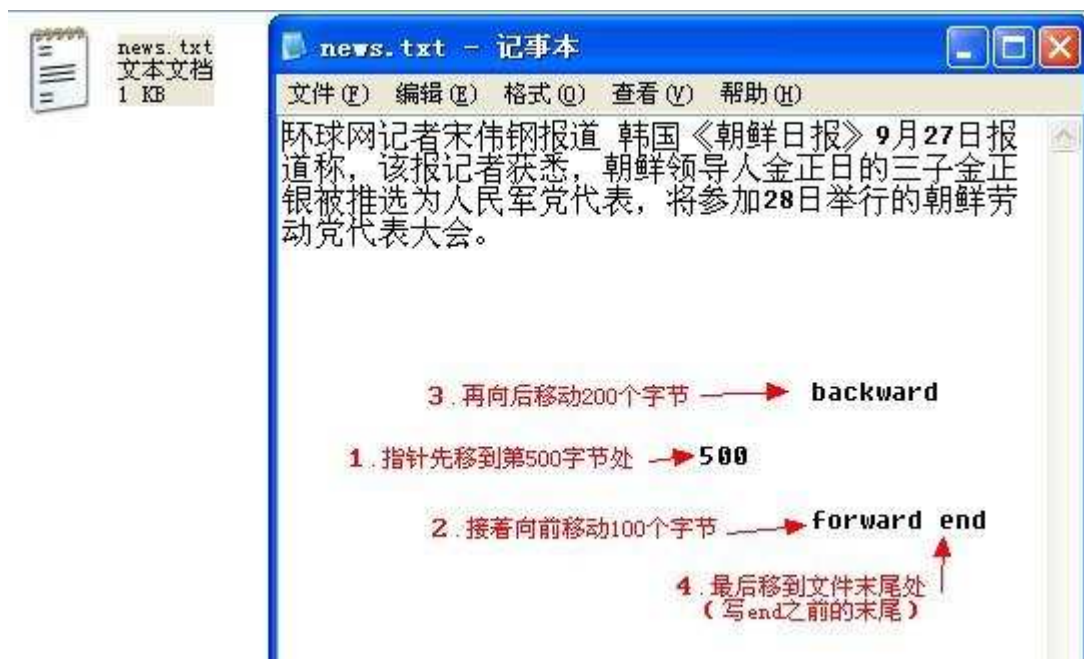 news.txt
文本文档
1 KB
news.txt - 记事本
文件(F) 编辑(E) 格式(O) 查看(V) 帮助(H)
环球网记者宋伟钢报道 韩国《朝鲜日报》9月27日报
道称，该报记者获悉，朝鲜领导人金正日的三子金正
银被推选为人民军党代表，将参加28日举行的朝鲜劳
动党代表大会。
3.再向后移动200个字节 backward
1.指针先移到第500字节处 500
2.接着向前移动100个字节 forward end
4.最后移到文件末尾处
(写end之前的末尾)